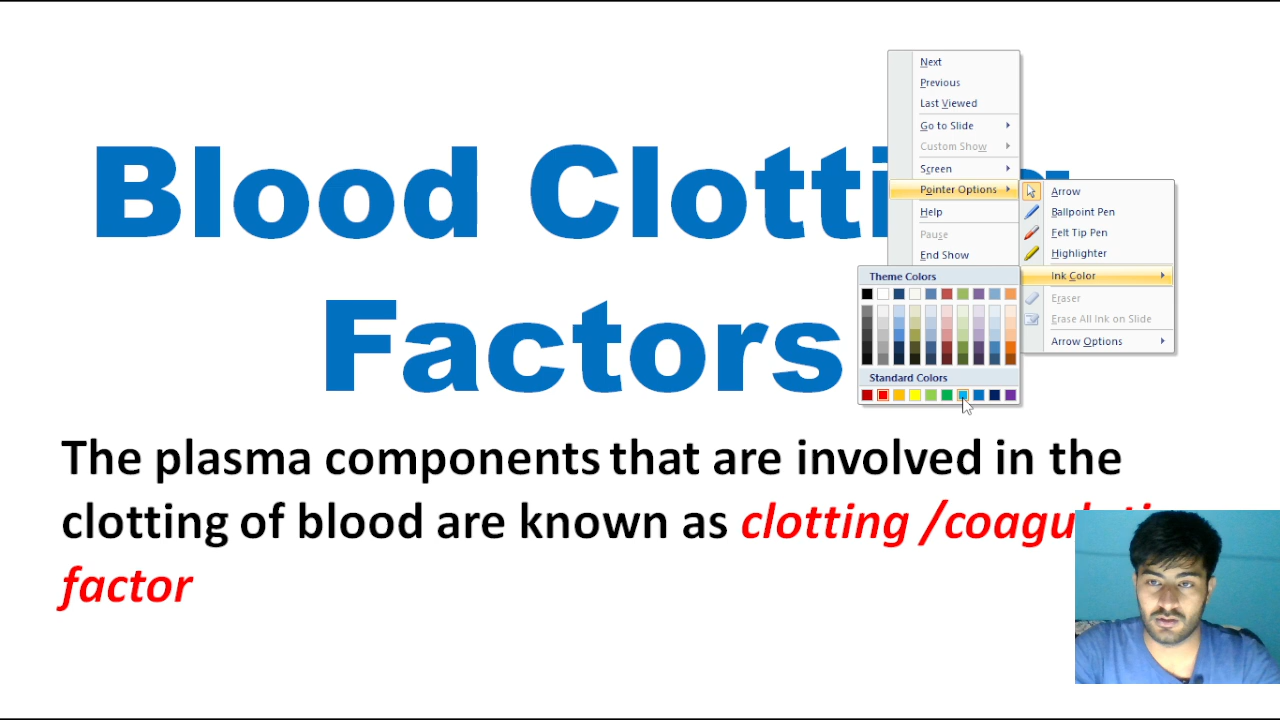 Blood Clotti
Factors
The plasma components that are involved in the
clotting of blood are known as clotting /coagulati
factor
Next
Previous
Last Viewed
Go to Slide
Custom Show
Screen
Pointer Options
Help
Pause
End Show
Arrow
Ballpoint Pen
Felt Tip Pen
Highlighter
Ink Color
Eraser
Erase All Ink on Slide
Arrow Options
Theme Colors
Standard Colors